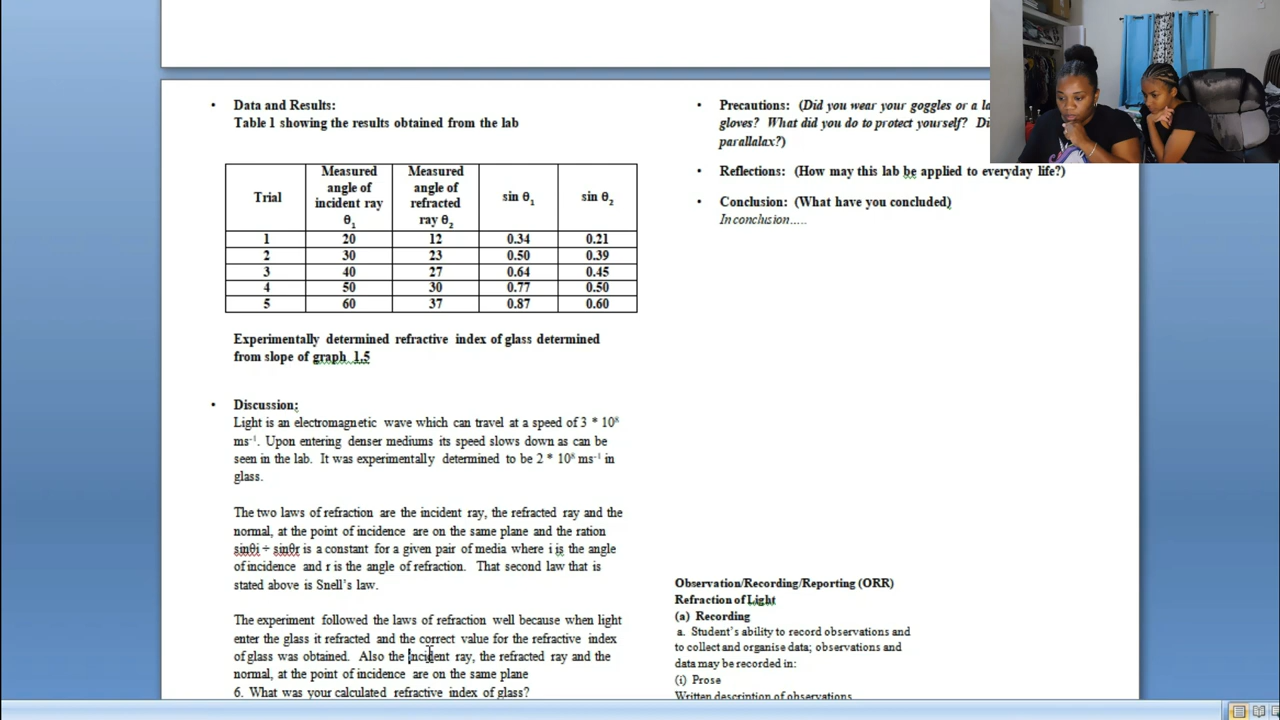 • Data and Results:
Table 1 showing the results obtained from the lab
Trial
Measured angle of incident ray θ1
Measured angle of refracted ray θ2
sin θ1
sin θ2
1 20 12 0.34 0.21
2 30 23 0.50 0.39
3 40 27 0.64 0.45
4 50 30 0.77 0.50
5 60 37 0.87 0.60
Experimentally determined refractive index of glass determined
from slope of graph 1.5
• Discussion:
Light is an electromagnetic wave which can travel at a speed of 3 * 10⁸
ms⁻¹. Upon entering denser mediums its speed slows down as can be
seen in the lab. It was experimentally determined to be 2 * 10⁸ ms⁻¹ in
glass.
The two laws of refraction are the incident ray, the refracted ray and the
normal, at the point of incidence are on the same plane and the ration
sinθi ÷ sinθr is a constant for a given pair of media where i is the angle
of incidence and r is the angle of refraction. That second law that is
stated above is Snell's law.
The experiment followed the laws of refraction well because when light
enter the glass it refracted and the correct value for the refractive index
of glass was obtained. Also the incident ray, the refracted ray and the
normal, at the point of incidence are on the same plane
6. What was your calculated refractive index of glass?
• Precautions: (Did you wear your goggles or a
gloves? What did you do to protect yourself?
parallalax?)
• Reflections: (How may this lab be applied to everyday life?)
• Conclusion: (What have you concluded)
In conclusion…..
Observation/Recording/Reporting (ORR)
Refraction of Light
(a) Recording
a. Student's ability to record observations and
to collect and organise data; observations and
data may be recorded in:
(i) Prose
Written description of observations